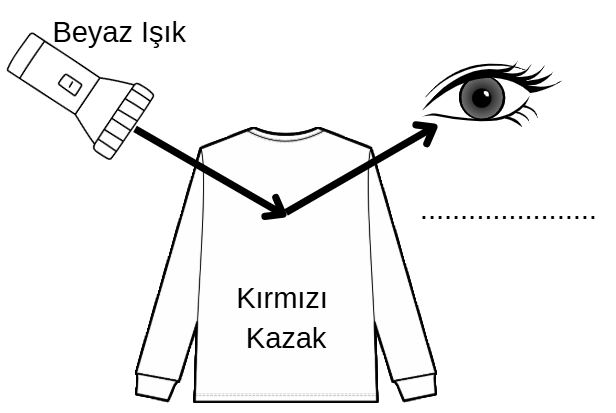 Beyaz Işık
......................
Kırmızı
Kazak